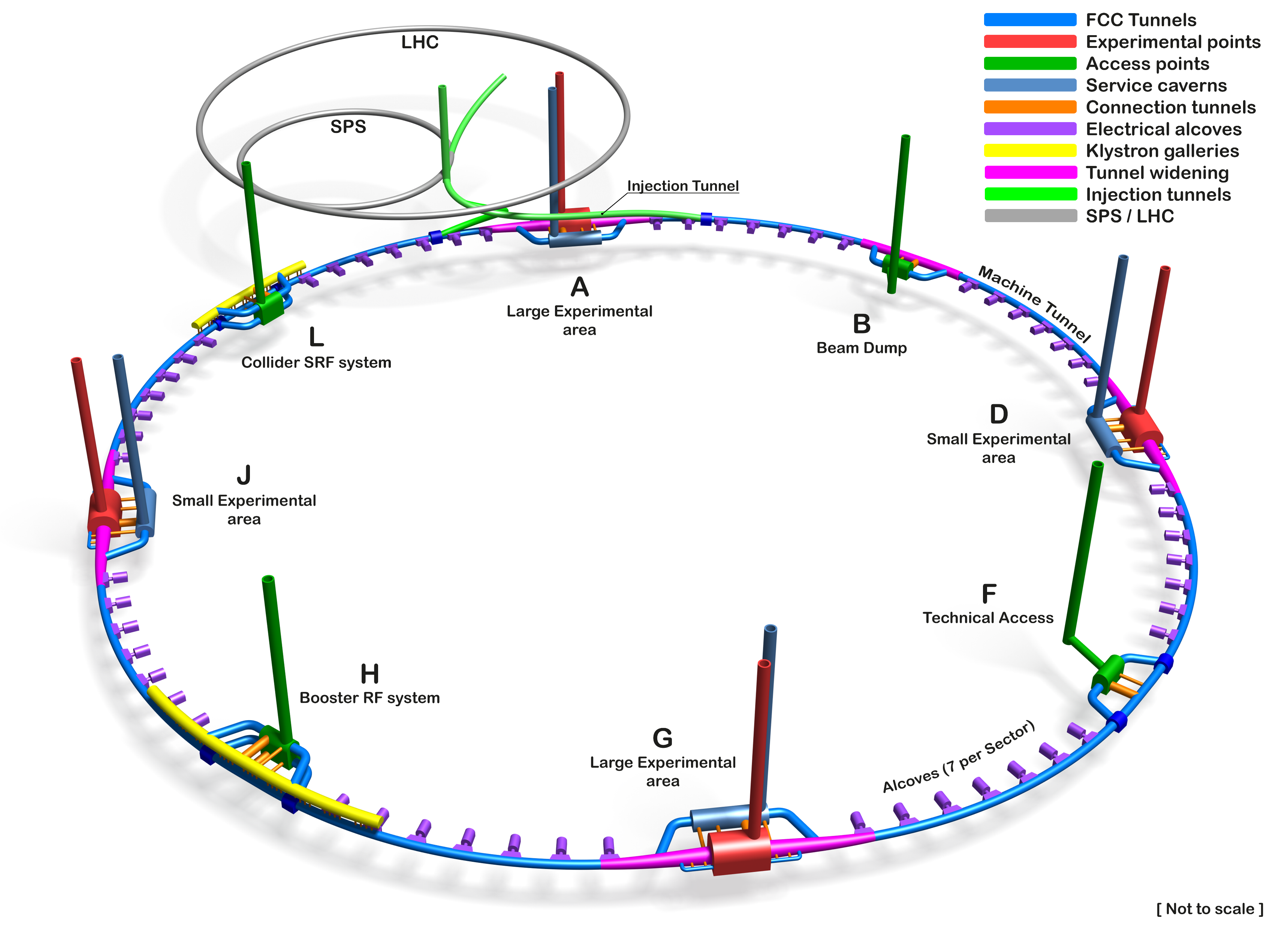 LHC
SPS
FCC Tunnels
Experimental points
Access points
Service caverns
Connection tunnels
Electrical alcoves
Klystron galleries
Tunnel widening
Injection tunnels
SPS / LHC
Injection Tunnel
A
Large Experimental
area
B
Beam Dump
Machine Tunnel
L
Collider SRF system
D
Small Experimental
area
J
Small Experimental
area
F
Technical Access
H
Booster RF system
G
Large Experimental
area
Alcoves (7 per Sector)
[ Not to scale ]